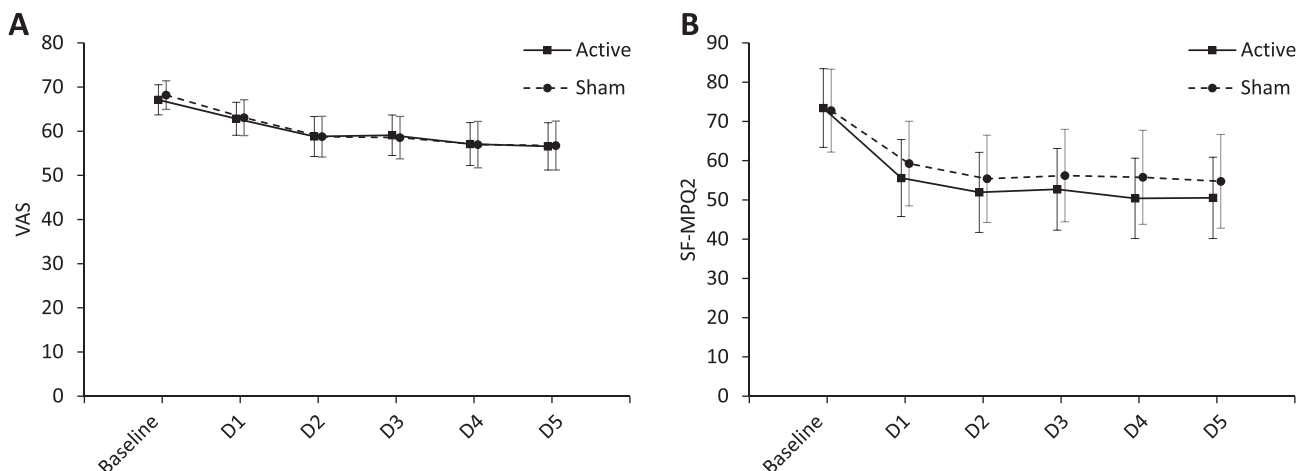 A
VAS
80
70
60
50
40
30
20
10
0
Baseline
D1
D2
D3
D4
D5
Active
Sham
B
SF-MPQ2
90
80
70
60
50
40
30
20
10
0
Baseline
D1
D2
D3
D4
D5
Active
Sham